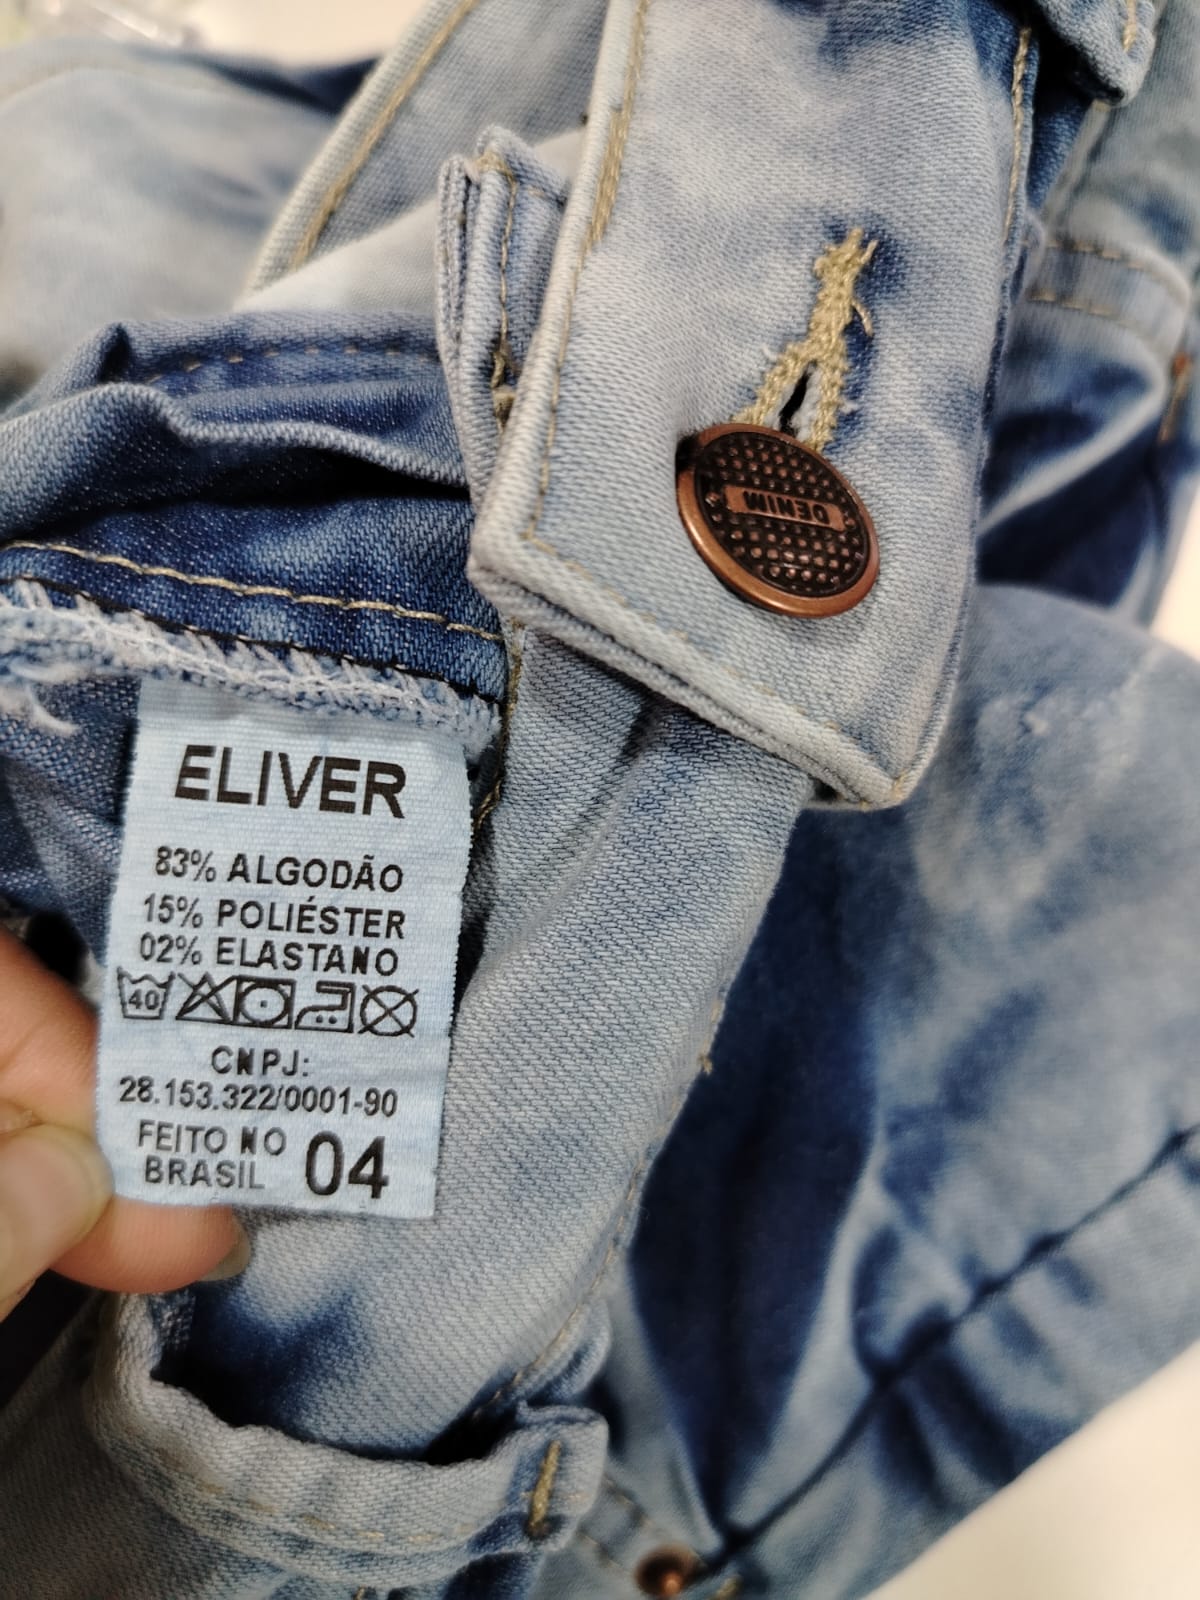 DENIM
ELIVER
83% ALGODÃO
15% POLIÉSTER
02% ELASTANO
40
CNPJ:
28.153.322/0001-90
FEITO NO
BRASIL 04